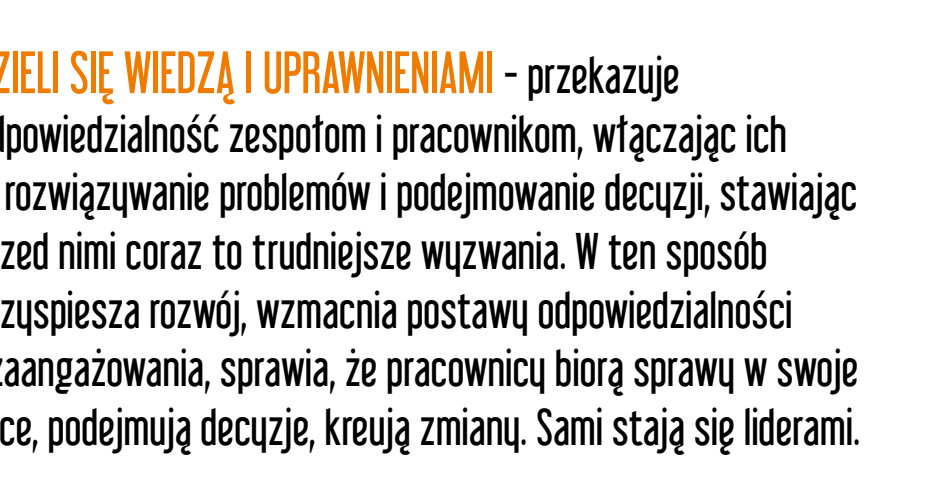 ZIELI SIĘ WIEDZĄ I UPRAWNIENIAMI - przekazuje
dpowiedzialność zespołom i pracownikom, włączając ich
rozwiązywanie problemów i podejmowanie decyzji, stawiając
zed nimi coraz to trudniejsze wyzwania. W ten sposób
zyspiesza rozwój, wzmacnia postawy odpowiedzialności
zaangażowania, sprawia, że pracownicy biorą sprawy w swoje
ce, podejmują decyzje, kreują zmiany. Sami stają się liderami.